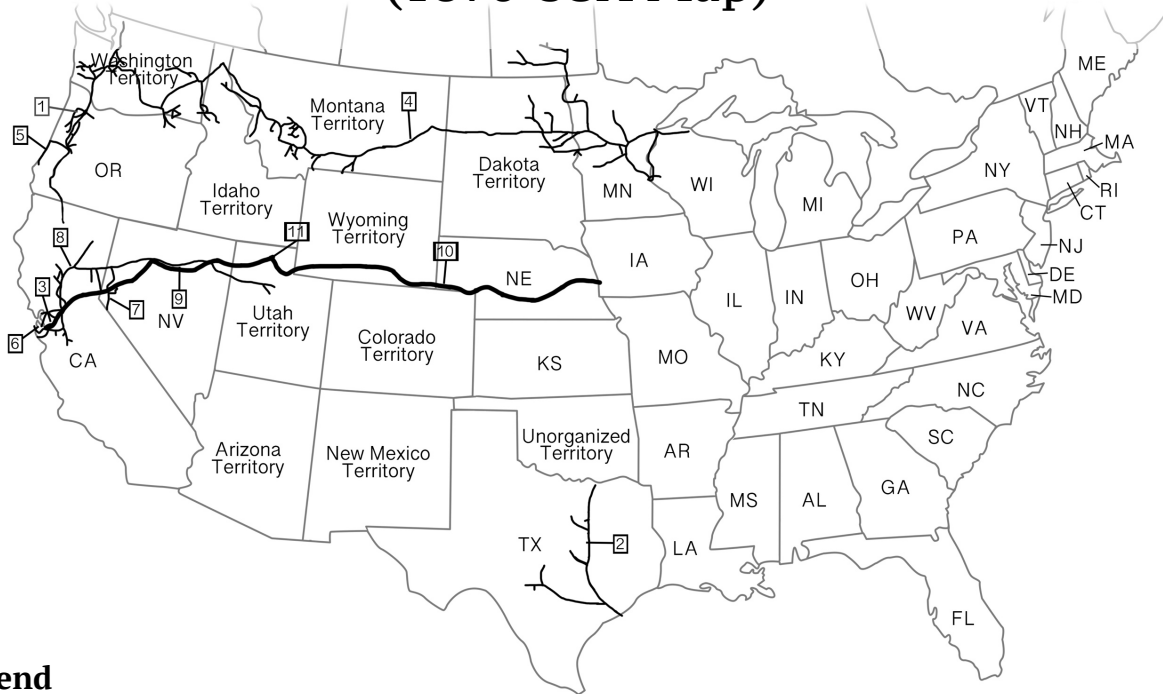 Washington
Territory
ME
1
Montana
Territory
4
VT
NH
MA
5
OR
Dakota
Territory
NY
Idaho
Territory
MN
WI
MI
RI
CT
Wyoming
Territory
11
8
10
PA
NJ
IA
NE
OH
DE
MD
3
9
7
NV
Utah
Territory
IL
IN
WV
VA
6
CA
Colorado
Territory
KS
MO
KY
NC
TN
Arizona
Territory
New Mexico
Territory
Unorganized
Territory
AR
SC
MS
AL
GA
TX
2
LA
FL
end